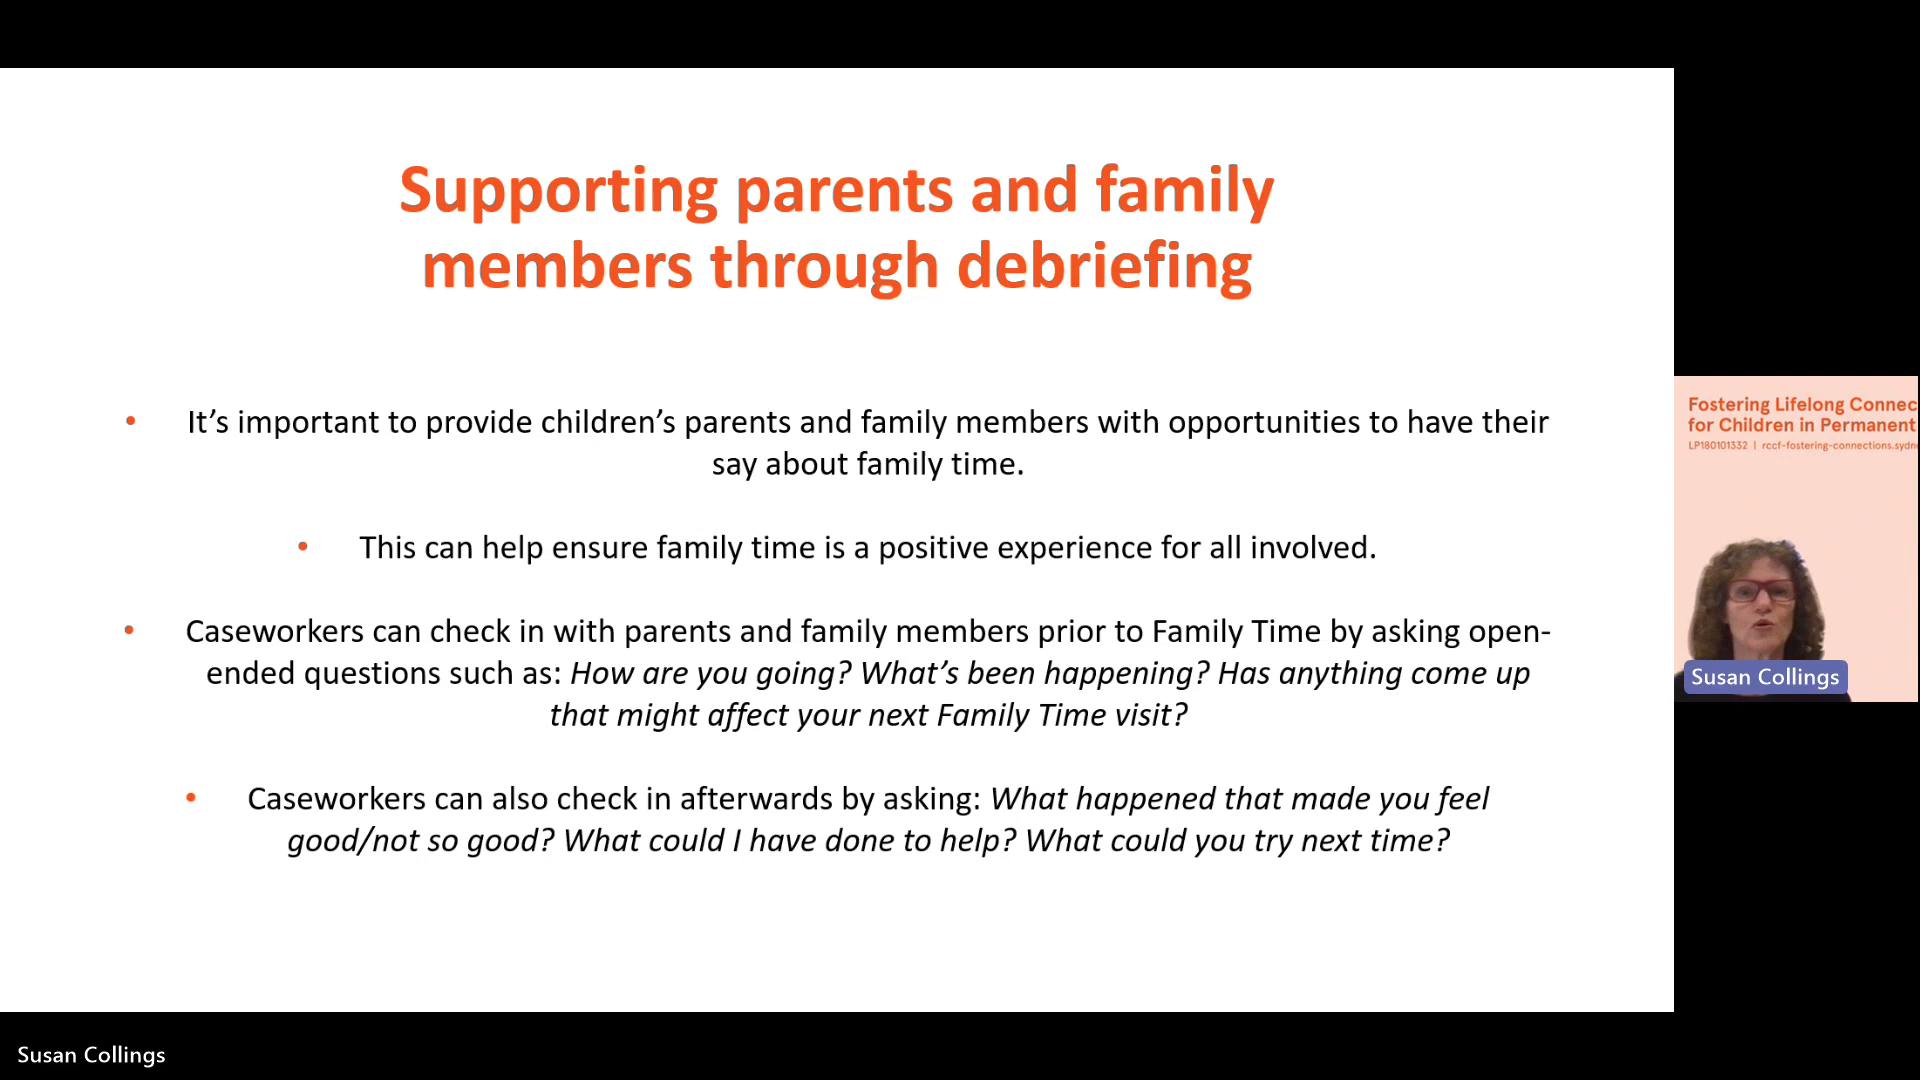 Supporting parents and family
members through debriefing
• It’s important to provide children’s parents and family members with opportunities to have their
say about family time.
• This can help ensure family time is a positive experience for all involved.
• Caseworkers can check in with parents and family members prior to Family Time by asking open-
ended questions such as: How are you going? What’s been happening? Has anything come up
that might affect your next Family Time visit?
• Caseworkers can also check in afterwards by asking: What happened that made you feel
good/not so good? What could I have done to help? What could you try next time?
Fostering Lifelong Connec
for Children in Permanent
LP180101332 | rccf-fostering-connections.sydn
Susan Collings
Susan Collings